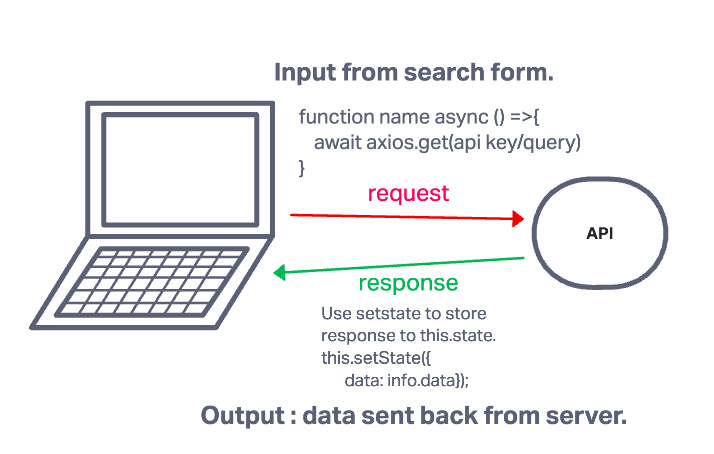 Input from search form.
function name async () =>{
await axios.get(api key/query)
}
request
API
response
Use setstate to store
response to this.state.
this.setState({
data: info.data});
Output : data sent back from server.